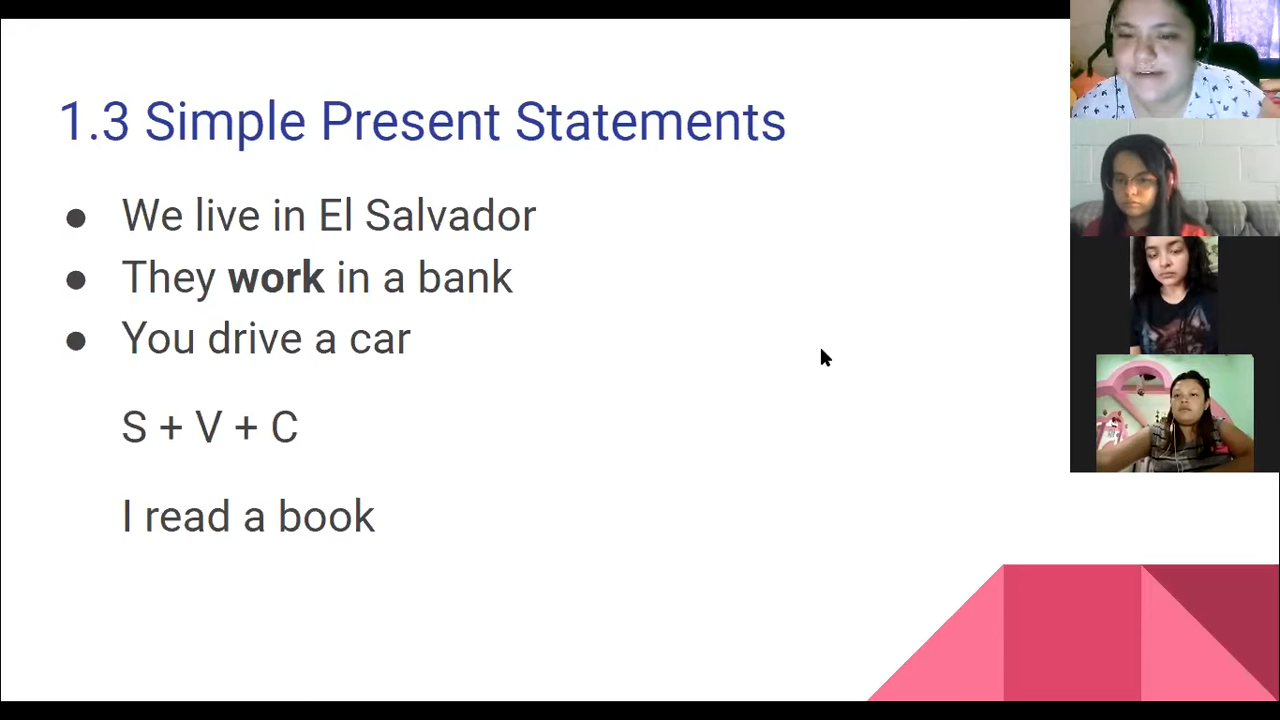 1.3 Simple Present Statements
● We live in El Salvador
● They work in a bank
● You drive a car
S + V + C
I read a book